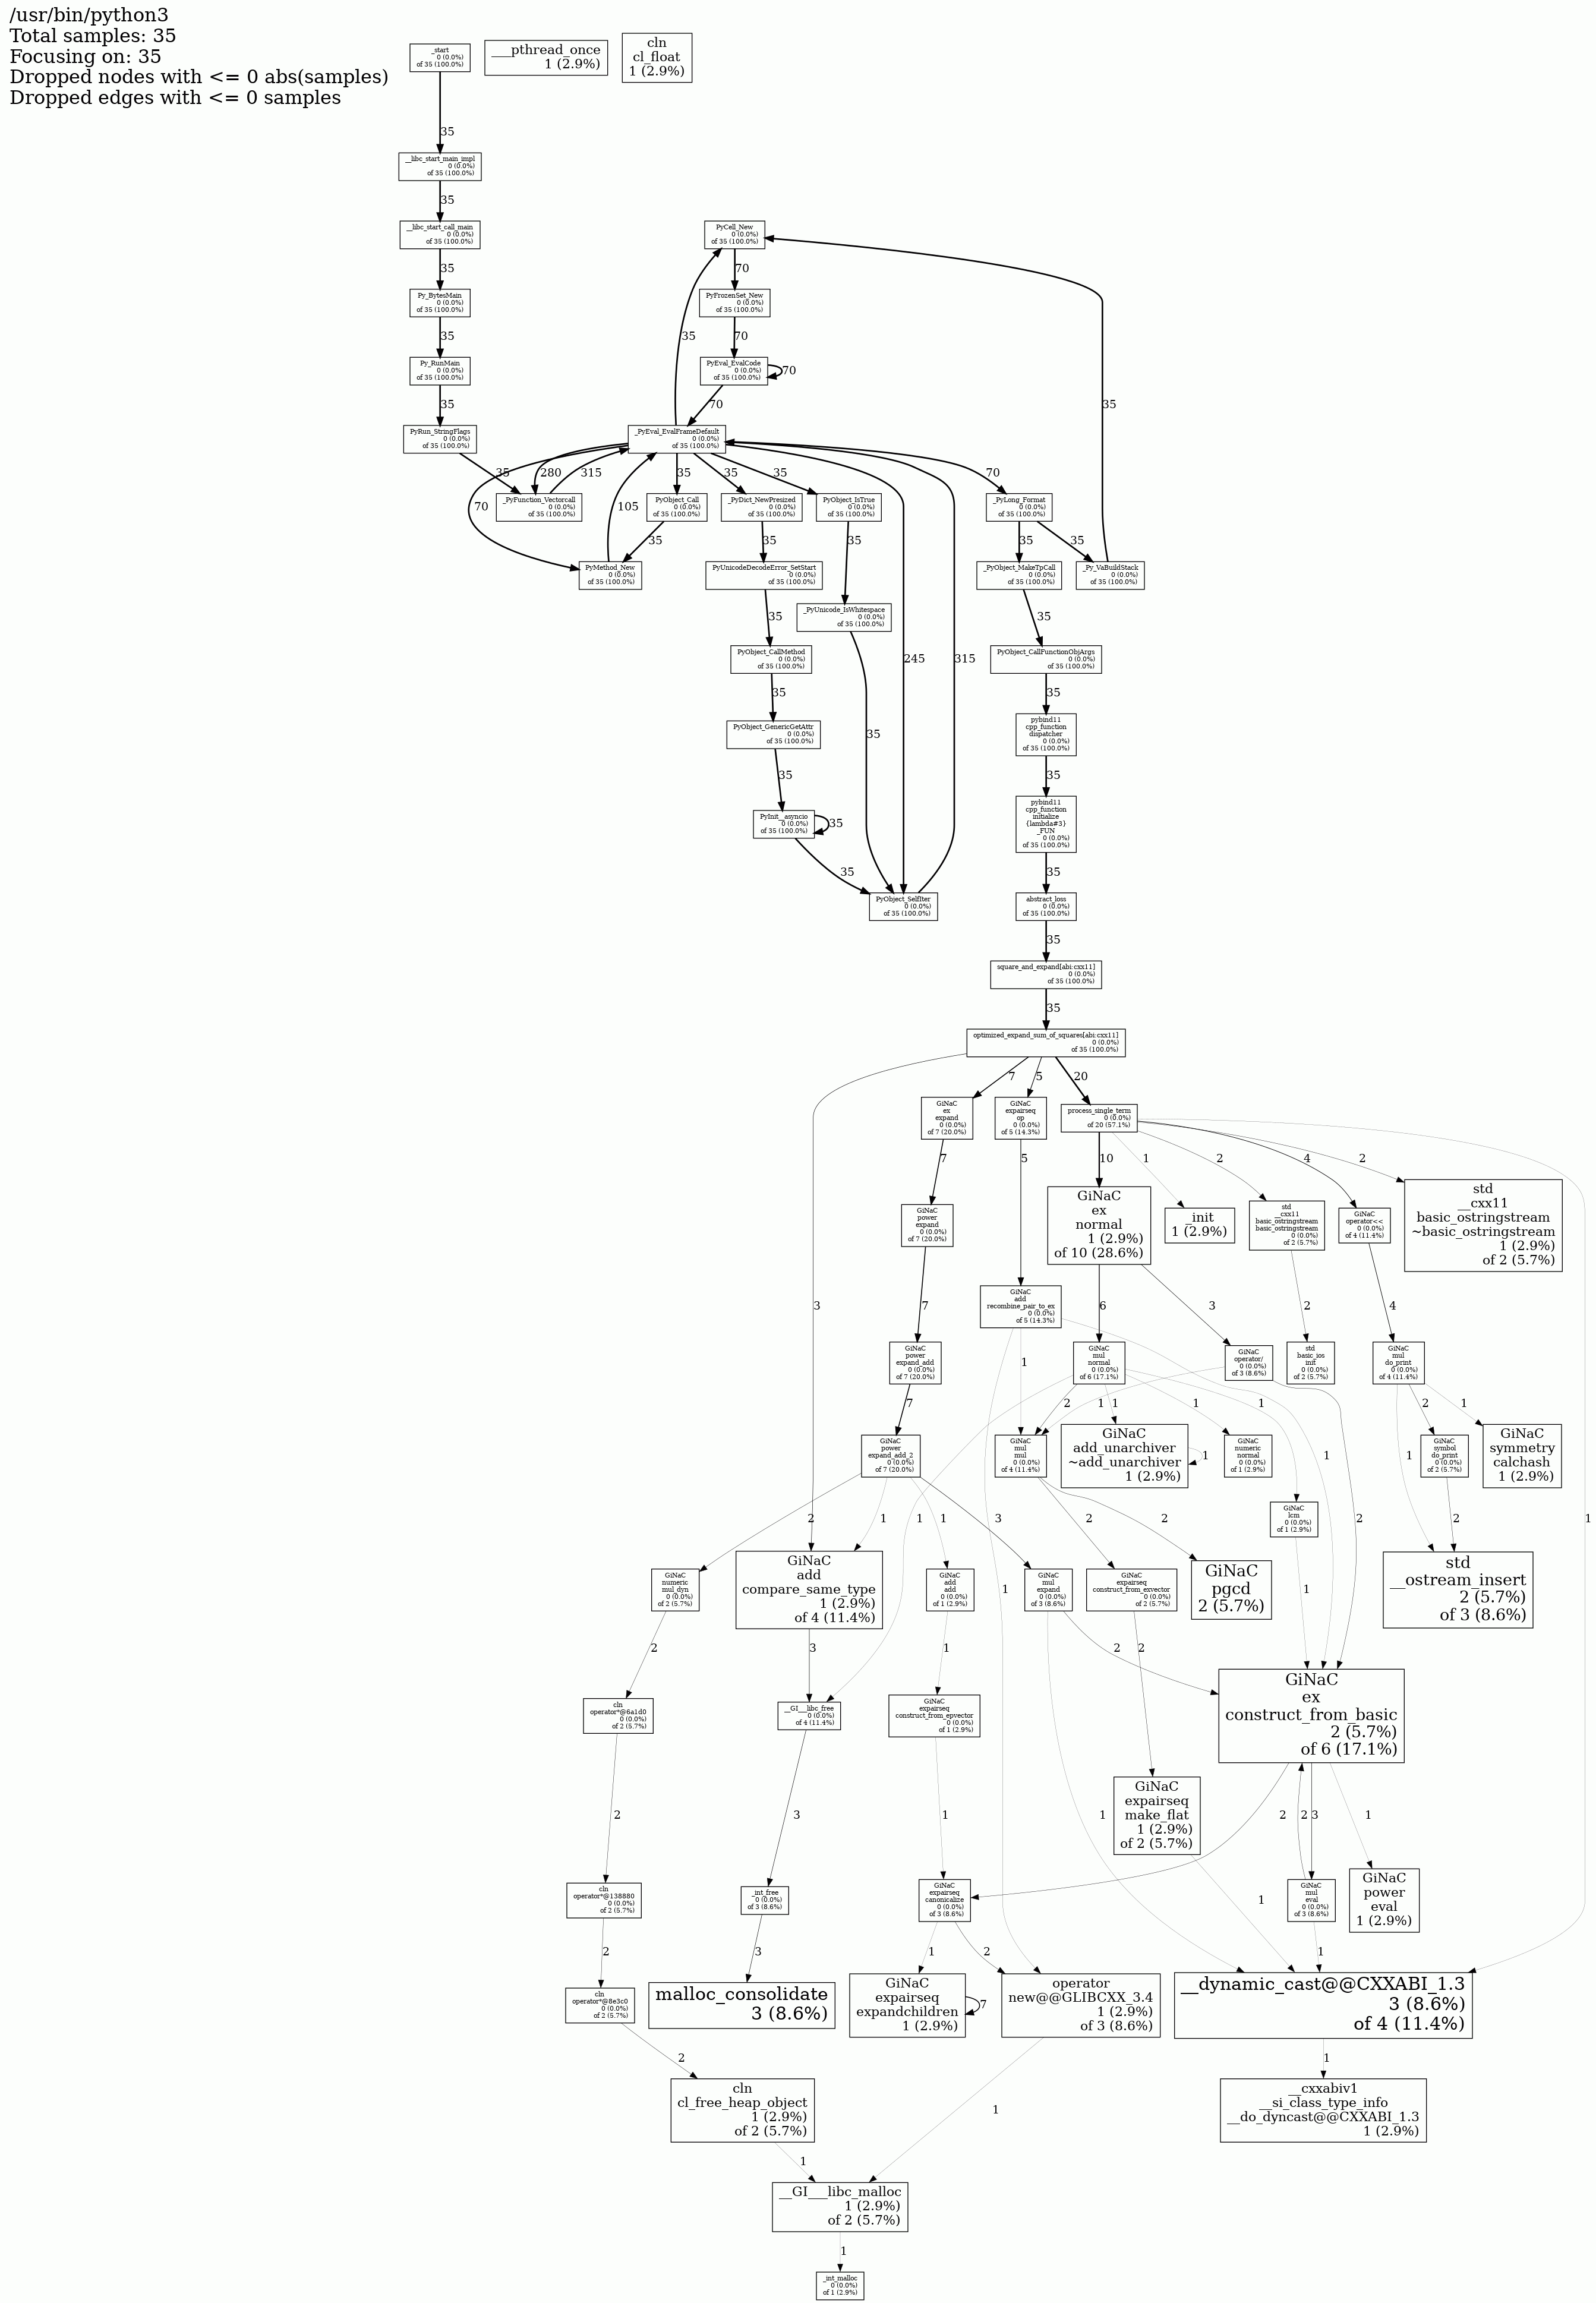 /usr/bin/python3
Total samples: 35
Focusing on: 35
Dropped nodes with <= 0 abs(samples)
Dropped edges with <= 0 samples
_start
0 (0.0%)
of 35 (100.0%)
___pthread_once
1 (2.9%)
cln
cl_float
1 (2.9%)
35
__libc_start_main_impl
0 (0.0%)
of 35 (100.0%)
35
__libc_start_call_main
0 (0.0%)
of 35 (100.0%)
PyCell_New
0 (0.0%)
of 35 (100.0%)
35
70
Py_BytesMain
0 (0.0%)
of 35 (100.0%)
PyFrozenSet_New
0 (0.0%)
of 35 (100.0%)
35
35
70
Py_RunMain
0 (0.0%)
of 35 (100.0%)
PyEval_EvalCode
0 (0.0%)
of 35 (100.0%)
70
35
70
35
PyRun_StringFlags
0 (0.0%)
of 35 (100.0%)
_PyEval_EvalFrameDefault
0 (0.0%)
of 35 (100.0%)
35
280
315
35
35
35
70
_PyFunction_Vectorcall
0 (0.0%)
of 35 (100.0%)
PyObject_Call
0 (0.0%)
of 35 (100.0%)
_PyDict_NewPresized
0 (0.0%)
of 35 (100.0%)
PyObject_IsTrue
0 (0.0%)
of 35 (100.0%)
_PyLong_Format
0 (0.0%)
of 35 (100.0%)
70
105
35
35
35
35
35
PyMethod_New
0 (0.0%)
of 35 (100.0%)
PyUnicodeDecodeError_SetStart
0 (0.0%)
of 35 (100.0%)
_PyObject_MakeTpCall
0 (0.0%)
of 35 (100.0%)
_Py_VaBuildStack
0 (0.0%)
of 35 (100.0%)
_PyUnicode_IsWhitespace
0 (0.0%)
of 35 (100.0%)
35
35
PyObject_CallMethod
0 (0.0%)
of 35 (100.0%)
245
315
PyObject_CallFunctionObjArgs
0 (0.0%)
of 35 (100.0%)
35
35
PyObject_GenericGetAttr
0 (0.0%)
of 35 (100.0%)
35
pybind11
cpp_function
dispatcher
0 (0.0%)
of 35 (100.0%)
35
35
PyInit__asyncio
0 (0.0%)
of 35 (100.0%)
35
pybind11
cpp_function
initialize
{lambda#3}
_FUN
0 (0.0%)
of 35 (100.0%)
35
35
PyObject_SelfIter
0 (0.0%)
of 35 (100.0%)
abstract_loss
0 (0.0%)
of 35 (100.0%)
35
square_and_expand[abi:cxx11]
0 (0.0%)
of 35 (100.0%)
35
optimized_expand_sum_of_squares[abi:cxx11]
0 (0.0%)
of 35 (100.0%)
7
5
20
GiNaC
ex
expand
0 (0.0%)
of 7 (20.0%)
GiNaC
expairseq
op
0 (0.0%)
of 5 (14.3%)
process_single_term
0 (0.0%)
of 20 (57.1%)
7
5
10
1
2
4
2
GiNaC
power
expand
0 (0.0%)
of 7 (20.0%)
GiNaC
ex
normal
1 (2.9%)
of 10 (28.6%)
_init
1 (2.9%)
std
__cxx11
basic_ostringstream
basic_ostringstream
0 (0.0%)
of 2 (5.7%)
GiNaC
operator<<
0 (0.0%)
of 4 (11.4%)
std
__cxx11
basic_ostringstream
~basic_ostringstream
1 (2.9%)
of 2 (5.7%)
3
7
GiNaC
add
recombine_pair_to_ex
0 (0.0%)
of 5 (14.3%)
6
3
2
4
GiNaC
power
expand_add
0 (0.0%)
of 7 (20.0%)
1
GiNaC
mul
normal
0 (0.0%)
of 6 (17.1%)
GiNaC
operator/
0 (0.0%)
of 3 (8.6%)
std
basic_ios
init
0 (0.0%)
of 2 (5.7%)
GiNaC
mul
do_print
0 (0.0%)
of 4 (11.4%)
7
2
1
1
1
1
2
1
GiNaC
power
expand_add_2
0 (0.0%)
of 7 (20.0%)
GiNaC
mul
mul
0 (0.0%)
of 4 (11.4%)
GiNaC
add_unarchiver
~add_unarchiver
1 (2.9%)
1
GiNaC
numeric
normal
0 (0.0%)
of 1 (2.9%)
1
1
GiNaC
symbol
do_print
0 (0.0%)
of 2 (5.7%)
GiNaC
symmetry
calchash
1 (2.9%)
2
1
1
1
3
2
2
GiNaC
lcm
0 (0.0%)
of 1 (2.9%)
2
2
1
GiNaC
numeric
mul_dyn
0 (0.0%)
of 2 (5.7%)
GiNaC
add
compare_same_type
1 (2.9%)
of 4 (11.4%)
GiNaC
add
add
0 (0.0%)
of 1 (2.9%)
1
GiNaC
mul
expand
0 (0.0%)
of 3 (8.6%)
GiNaC
expairseq
construct_from_exvector
0 (0.0%)
of 2 (5.7%)
GiNaC
pgcd
2 (5.7%)
1
std
__ostream_insert
2 (5.7%)
of 3 (8.6%)
2
3
1
2
2
cln
operator*@6a1d0
0 (0.0%)
of 2 (5.7%)
__GI___libc_free
0 (0.0%)
of 4 (11.4%)
GiNaC
expairseq
construct_from_epvector
0 (0.0%)
of 1 (2.9%)
GiNaC
ex
construct_from_basic
2 (5.7%)
of 6 (17.1%)
2
3
1
1
GiNaC
expairseq
make_flat
1 (2.9%)
of 2 (5.7%)
2
2
3
1
cln
operator*@138880
0 (0.0%)
of 2 (5.7%)
_int_free
0 (0.0%)
of 3 (8.6%)
GiNaC
expairseq
canonicalize
0 (0.0%)
of 3 (8.6%)
1
GiNaC
mul
eval
0 (0.0%)
of 3 (8.6%)
GiNaC
power
eval
1 (2.9%)
2
3
1
2
1
cln
operator*@8e3c0
0 (0.0%)
of 2 (5.7%)
malloc_consolidate
3 (8.6%)
GiNaC
expairseq
expandchildren
1 (2.9%)
7
operator
new@@GLIBCXX_3.4
1 (2.9%)
of 3 (8.6%)
__dynamic_cast@@CXXABI_1.3
3 (8.6%)
of 4 (11.4%)
2
1
1
cln
cl_free_heap_object
1 (2.9%)
of 2 (5.7%)
__cxxabiv1
__si_class_type_info
__do_dyncast@@CXXABI_1.3
1 (2.9%)
1
__GI___libc_malloc
1 (2.9%)
of 2 (5.7%)
1
_int_malloc
0 (0.0%)
of 1 (2.9%)